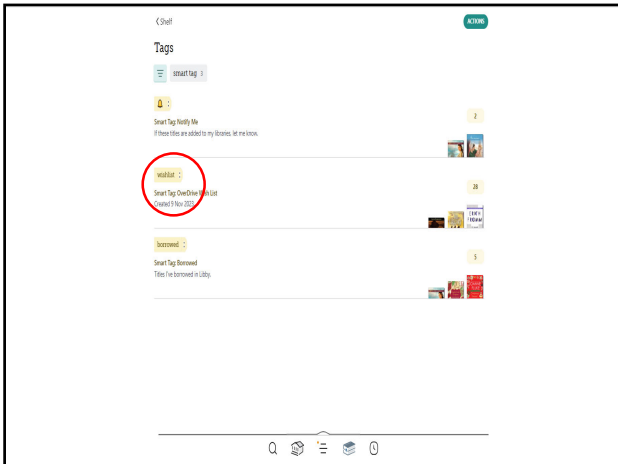 Shelf
ACTIONS
Tags
smart tag 3
2
Smart Tag: Notify Me
If these titles are added to my libraries, let me know.
wishlist
28
Smart Tag: OverDrive Wish List
Created 9 Nov 2023
borrowed
5
Smart Tag: Borrowed
Titles I've borrowed in Libby.